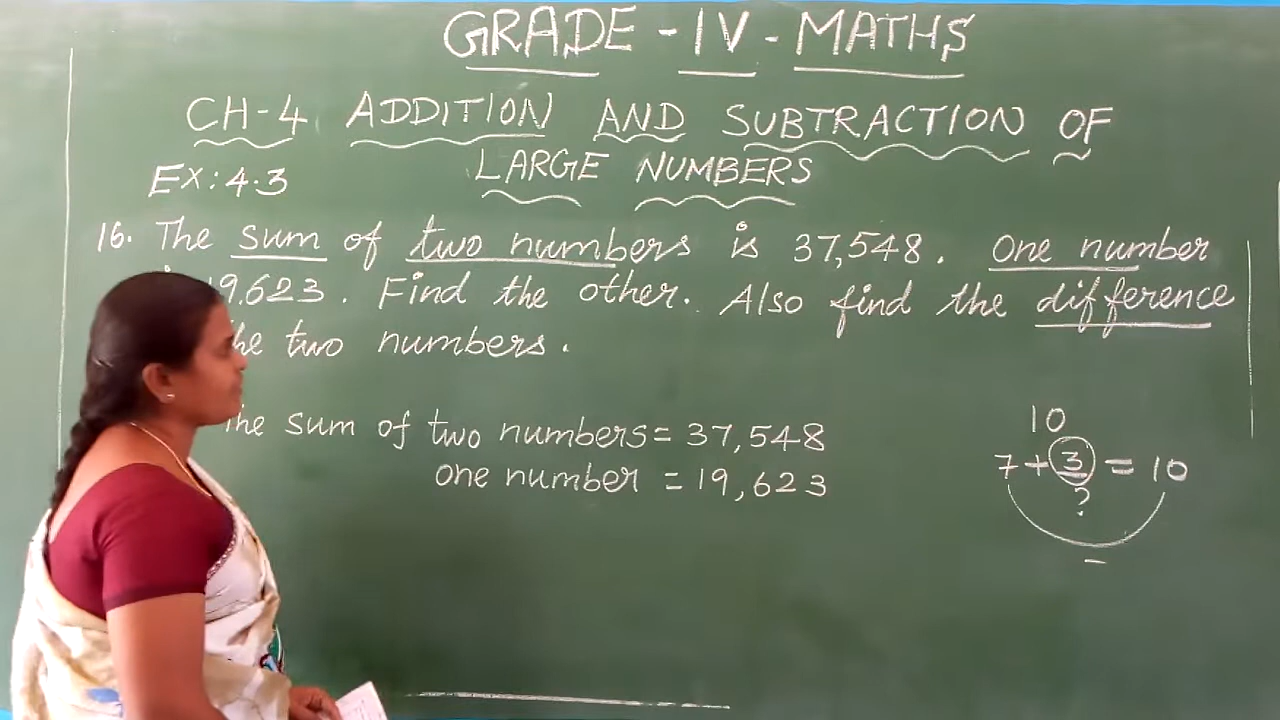 GRADE - IV - MATHS
CH-4 ADDITION AND SUBTRACTION OF
LARGE NUMBERS
EX: 4.3
16. The sum of two numbers is 37,548. One number
19,623. Find the other. Also find the difference
two numbers.
the sum of two numbers = 37,548
one number = 19,623
10
7 + 3 = 10
?
-